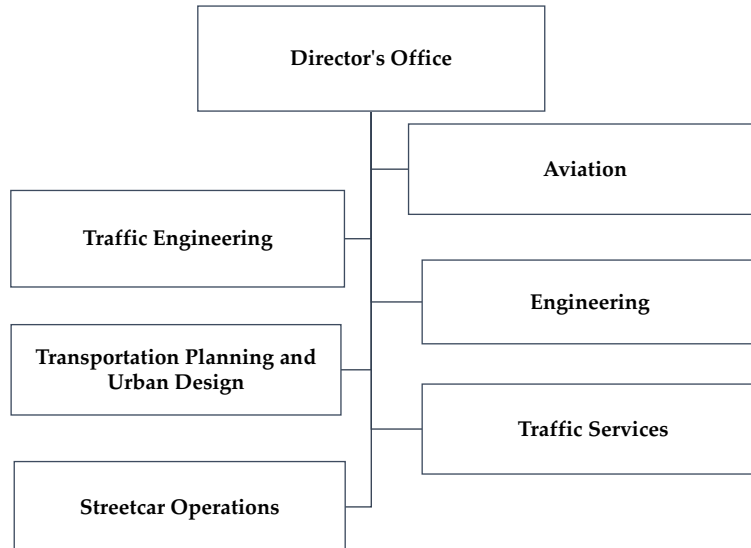 Director's Office
Aviation
Traffic Engineering
Engineering
Transportation Planning and
Urban Design
Traffic Services
Streetcar Operations